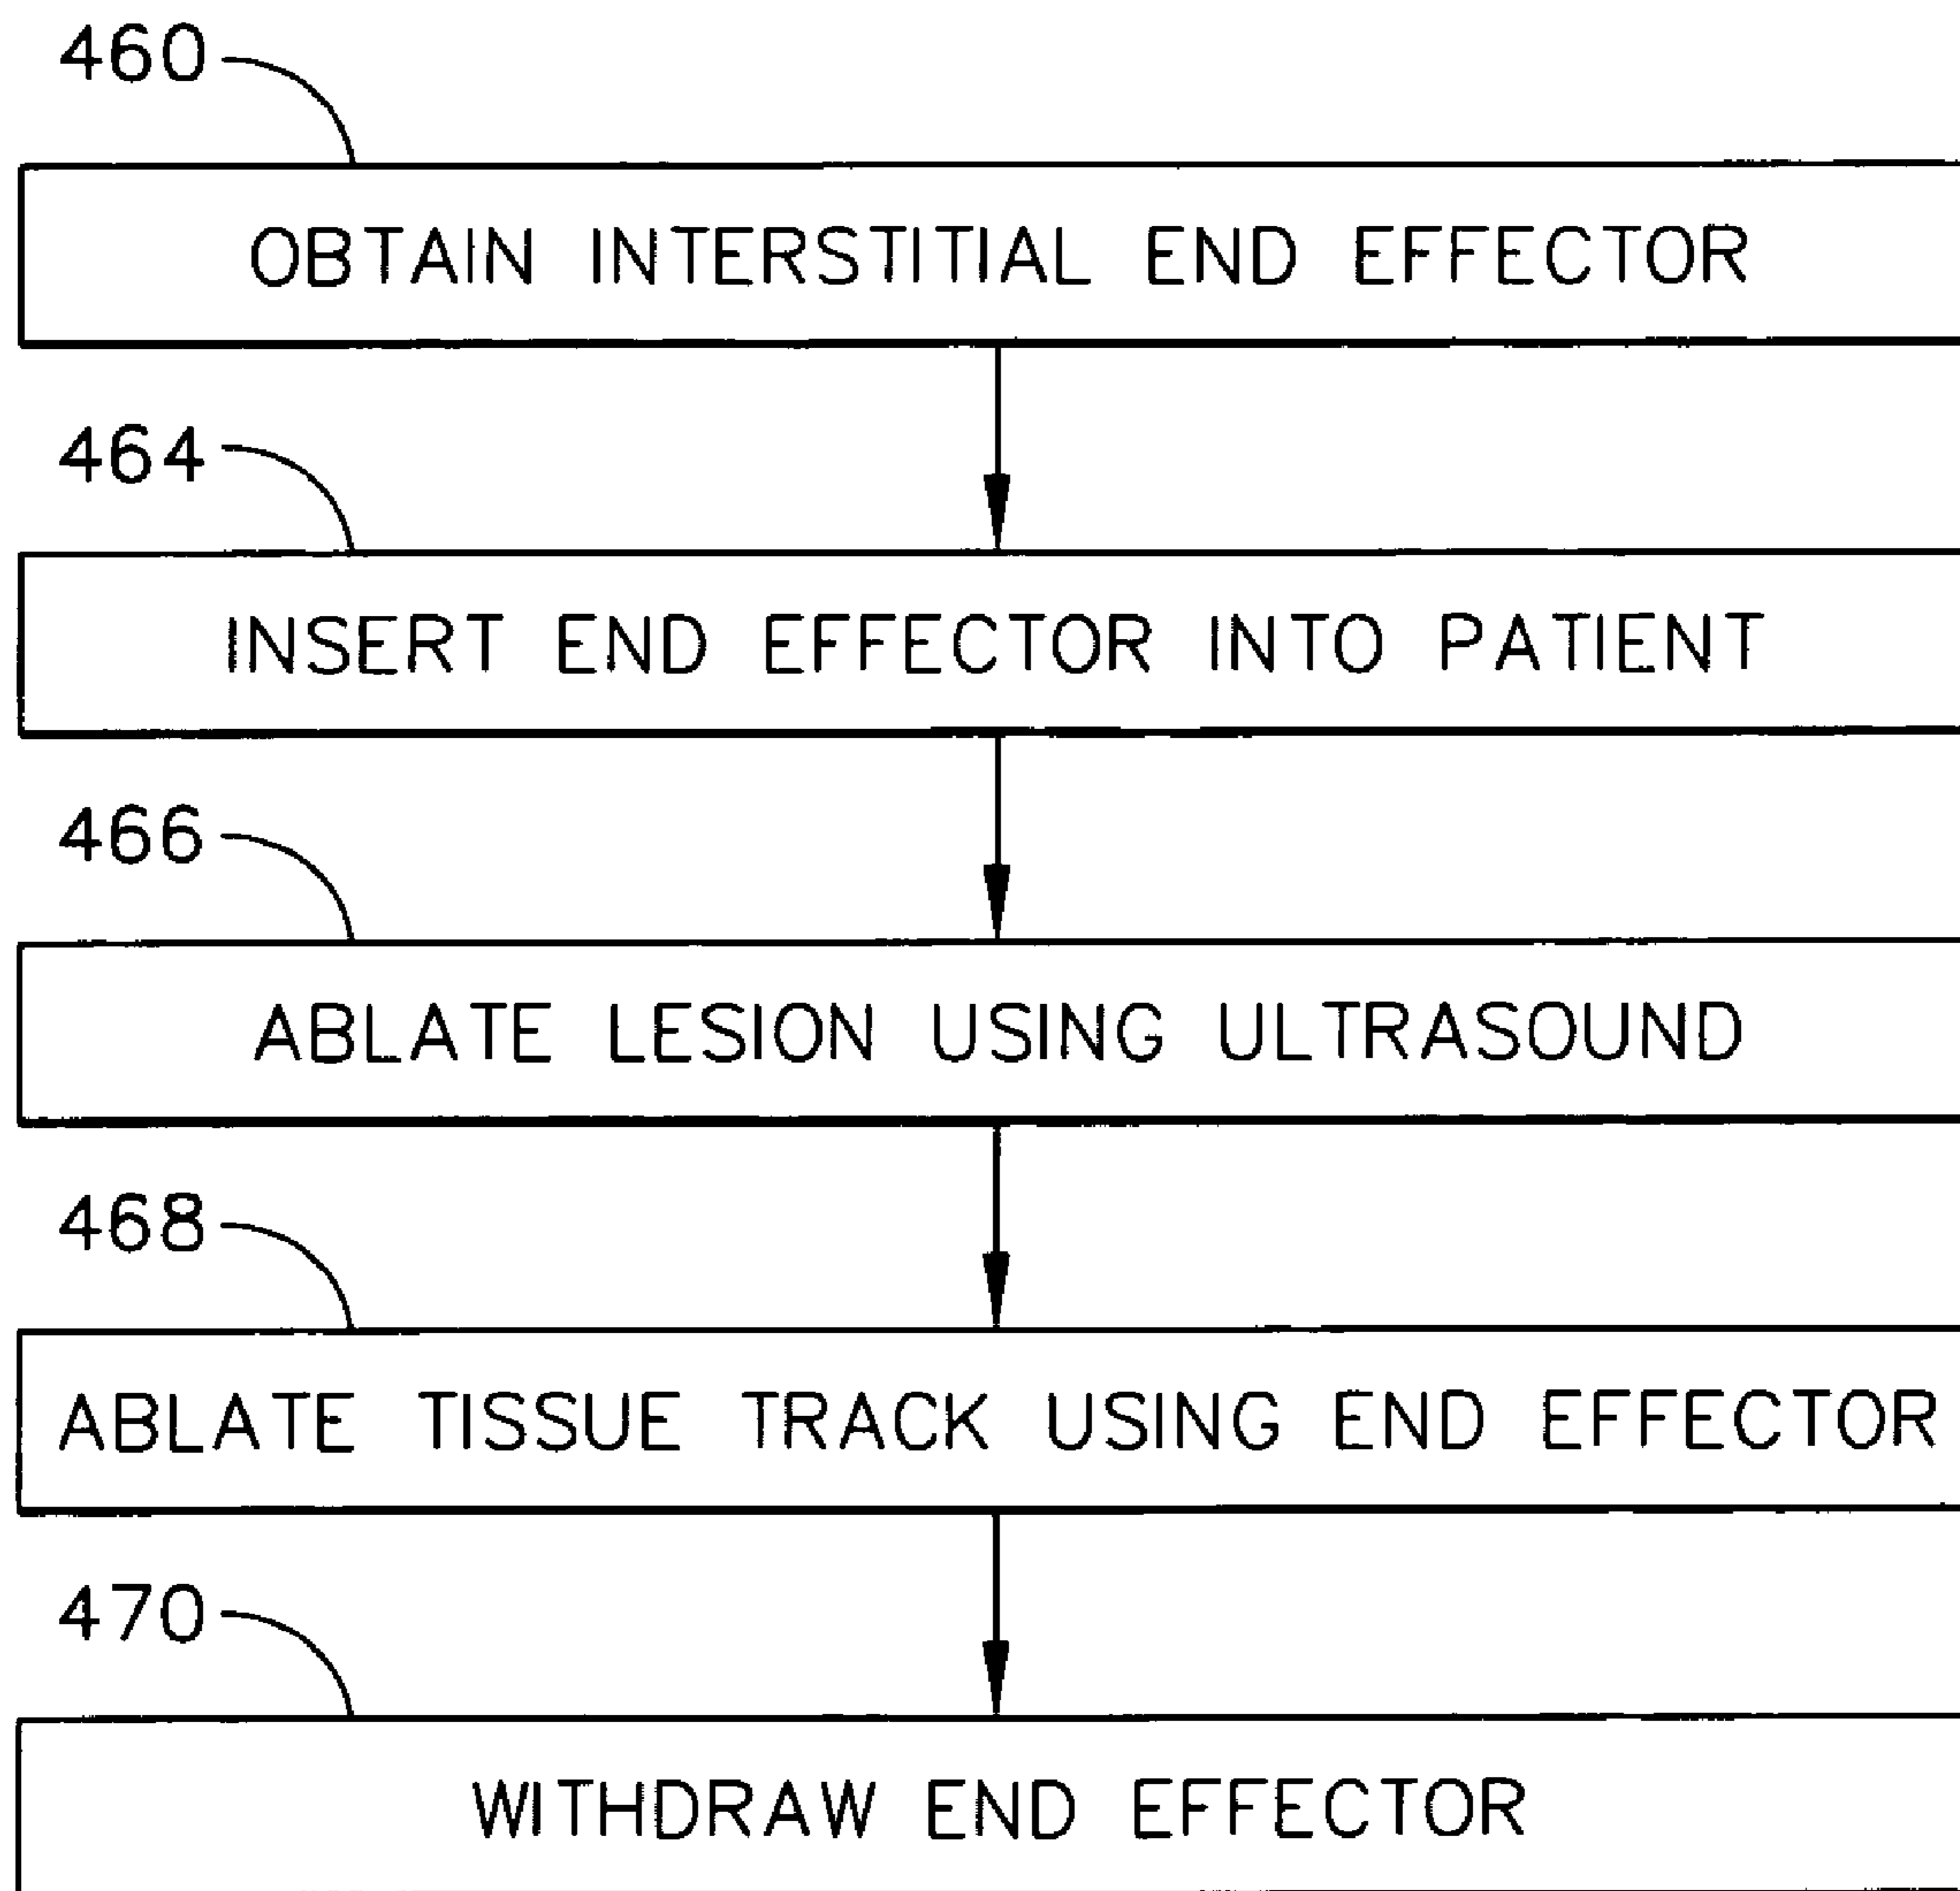 460
OBTAIN INTERSTITIAL END EFFECTOR
464
INSERT END EFFECTOR INTO PATIENT
466
ABLATE LESION USING ULTRASOUND
468
ABLATE TISSUE TRACK USING END EFFECTOR
470
WITHDRAW END EFFECTOR